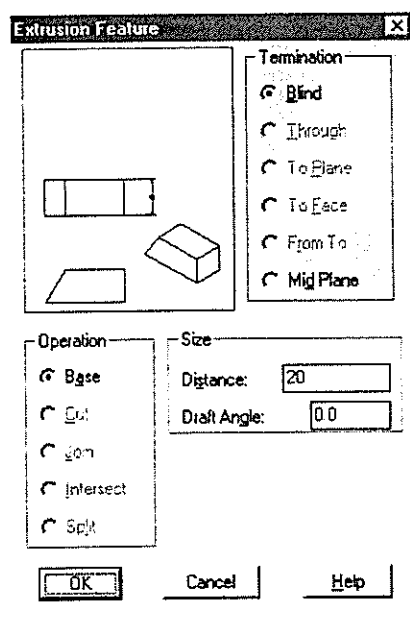 Extrusion Feature
Termination
Blind
Through
To Plane
To Face
From To
Mid Plane
Operation
Base
Cut
Join
Intersect
Split
Size
Distance: 20
Draft Angle: 0.0
OK Cancel Help